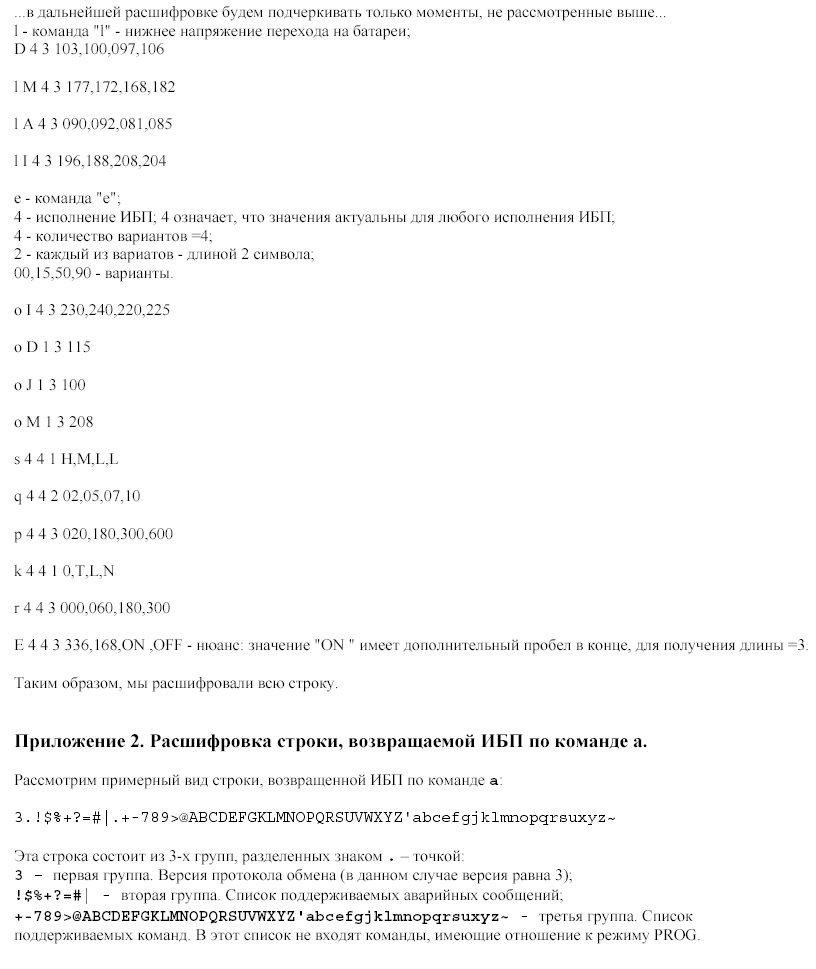 ...в дальнейшей расшифровке будем подчеркивать только моменты, не рассмотренные выше...
l - команда "l" - нижнее напряжение перехода на батареи;
D 4 3 103,100,097,106
l M 4 3 177,172,168,182
l A 4 3 090,092,081,085
l I 4 3 196,188,208,204
e - команда "e";
4 - исполнение ИБП; 4 означает, что значения актуальны для любого исполнения ИБП;
4 - количество вариантов =4;
2 - каждый из вариатов - длиной 2 символа;
00,15,50,90 - варианты.
o I 4 3 230,240,220,225
o D 1 3 115
o J 1 3 100
o M 1 3 208
s 4 4 1 H,M,L,L
q 4 4 2 02,05,07,10
p 4 4 3 020,180,300,600
k 4 4 1 0,T,L,N
r 4 4 3 000,060,180,300
E 4 4 3 336,168,ON ,OFF - нюанс: значение "ON " имеет дополнительный пробел в конце, для получения длины =3.
Таким образом, мы расшифровали всю строку.
Приложение 2. Расшифровка строки, возвращаемой ИБП по команде a.
Рассмотрим примерный вид строки, возвращенной ИБП по команде a:
3.!$%+?=#|.+-789>@ABCDEFGKLMNOPQRSUVWXYZ'abcefgjklmnopqrsuxyz~
Эта строка состоит из 3-х групп, разделенных знаком . – точкой:
3 – первая группа. Версия протокола обмена (в данном случае версия равна 3);
!$%+?=#| - вторая группа. Список поддерживаемых аварийных сообщений;
+-789>@ABCDEFGKLMNOPQRSUVWXYZ'abcefgjklmnopqrsuxyz~ - третья группа. Список
поддерживаемых команд. В этот список не входят команды, имеющие отношение к режиму PROG.